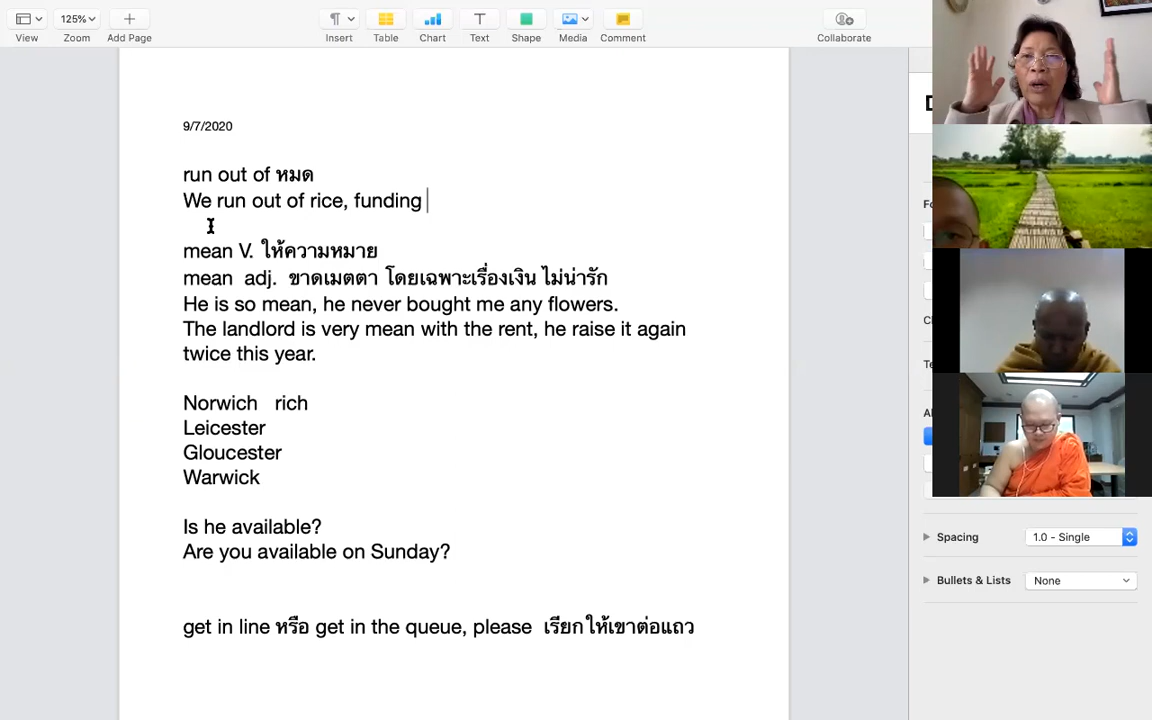 View
125%
Zoom
Add Page
Insert
Table
Chart
Text
Shape
Media
Comment
Collaborate
9/7/2020
run out of หมด
We run out of rice, funding
mean V. ให้ความหมาย
mean adj. ขาดเมตตา โดยเฉพาะเรื่องเงิน ไม่น่ารัก
He is so mean, he never bought me any flowers.
The landlord is very mean with the rent, he raise it again
twice this year.
Norwich rich
Leicester
Gloucester
Warwick
Is he available?
Are you available on Sunday?
get in line หรือ get in the queue, please เรียกให้เขาต่อแถว
Spacing
1.0 - Single
Bullets & Lists
None